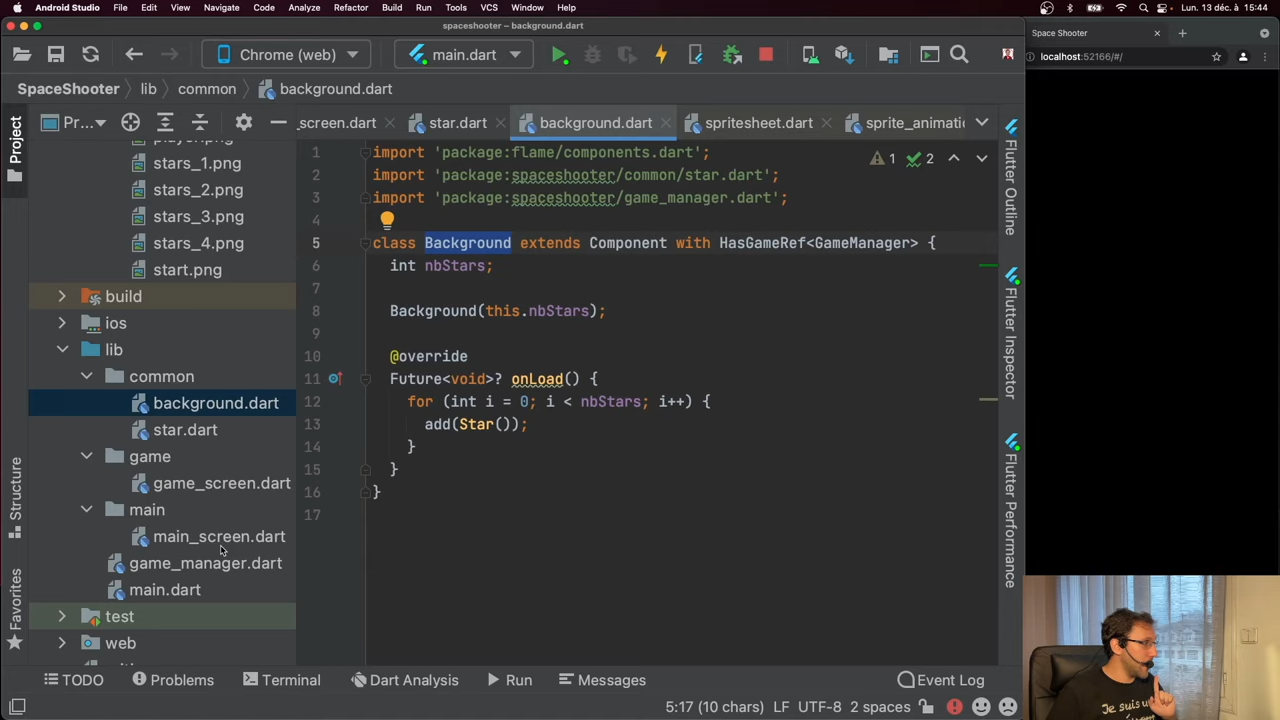 Android Studio File Edit View Navigate Code Analyze Refactor Build Run Tools VCS Window Help Lun. 13 déc. à 15:44
spaceshooter – background.dart
Space Shooter
Chrome (web) main.dart
localhost:52166/#/
SpaceShooter lib common background.dart
Project
Pr... _screen.dart star.dart background.dart spritesheet.dart sprite_animati
stars_1.png
stars_2.png
stars_3.png
stars_4.png
start.png
build
ios
lib
common
background.dart
star.dart
game
game_screen.dart
main
main_screen.dart
game_manager.dart
main.dart
test
web
1 import 'package:flame/components.dart';
2 import 'package:spaceshooter/common/star.dart';
3 import 'package:spaceshooter/game_manager.dart';
4
5 class Background extends Component with HasGameRef<GameManager> {
6 int nbStars;
7
8 Background(this.nbStars);
9
10 @override
11 Future<void>? onLoad() {
12 for (int i = 0; i < nbStars; i++) {
13 add(Star());
14 }
15 }
16 }
17
1 2
Flutter Outline
Flutter Inspector
Flutter Performance
Structure
Favorites
TODO Problems Terminal Dart Analysis Run Messages Event Log
5:17 (10 chars) LF UTF-8 2 spaces
Je suis